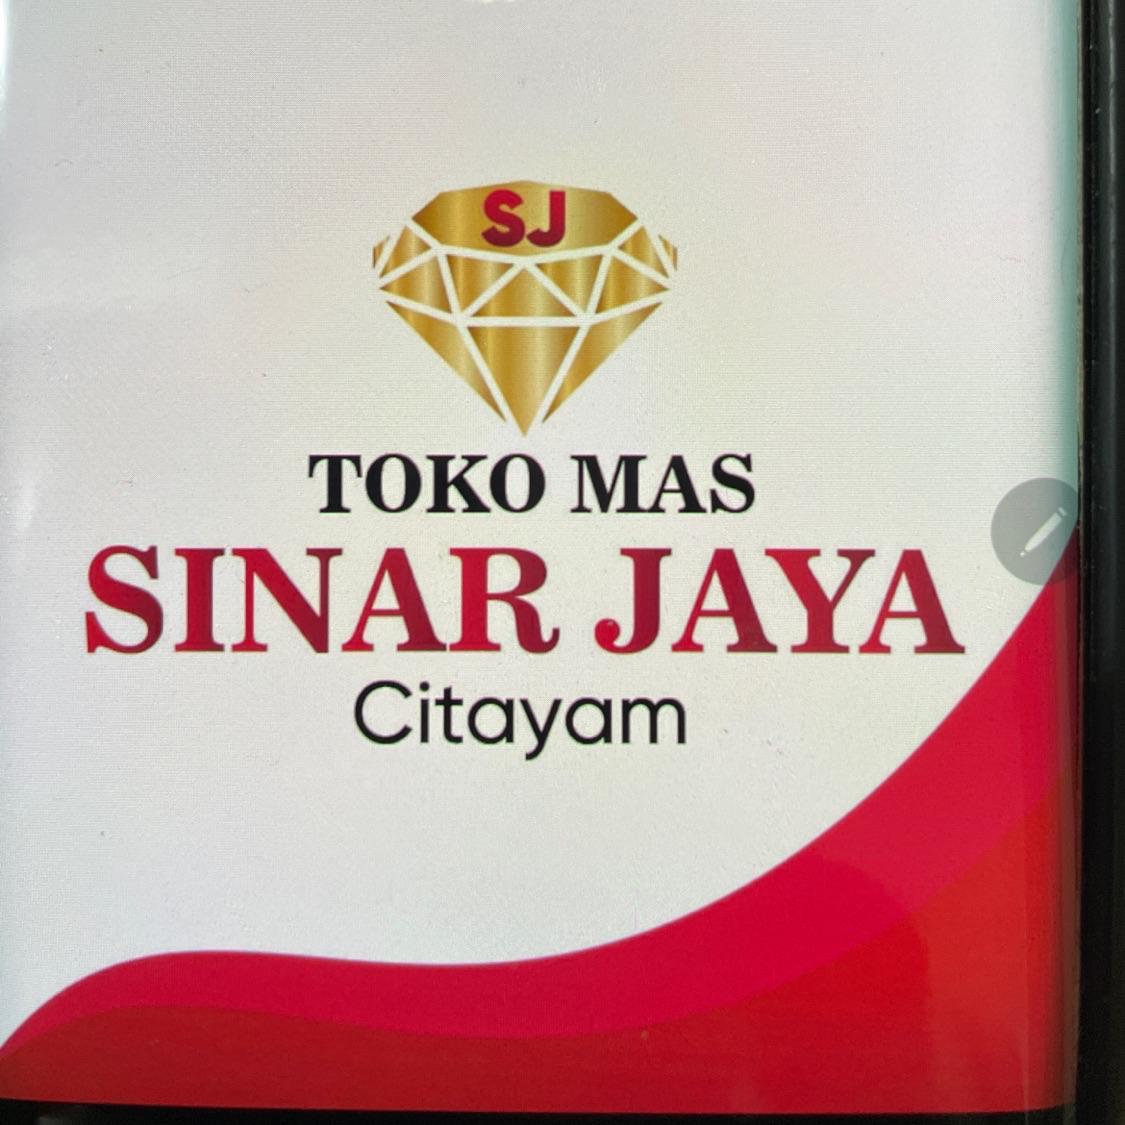 SJ
TOKO MAS
SINAR JAYA
Citayam